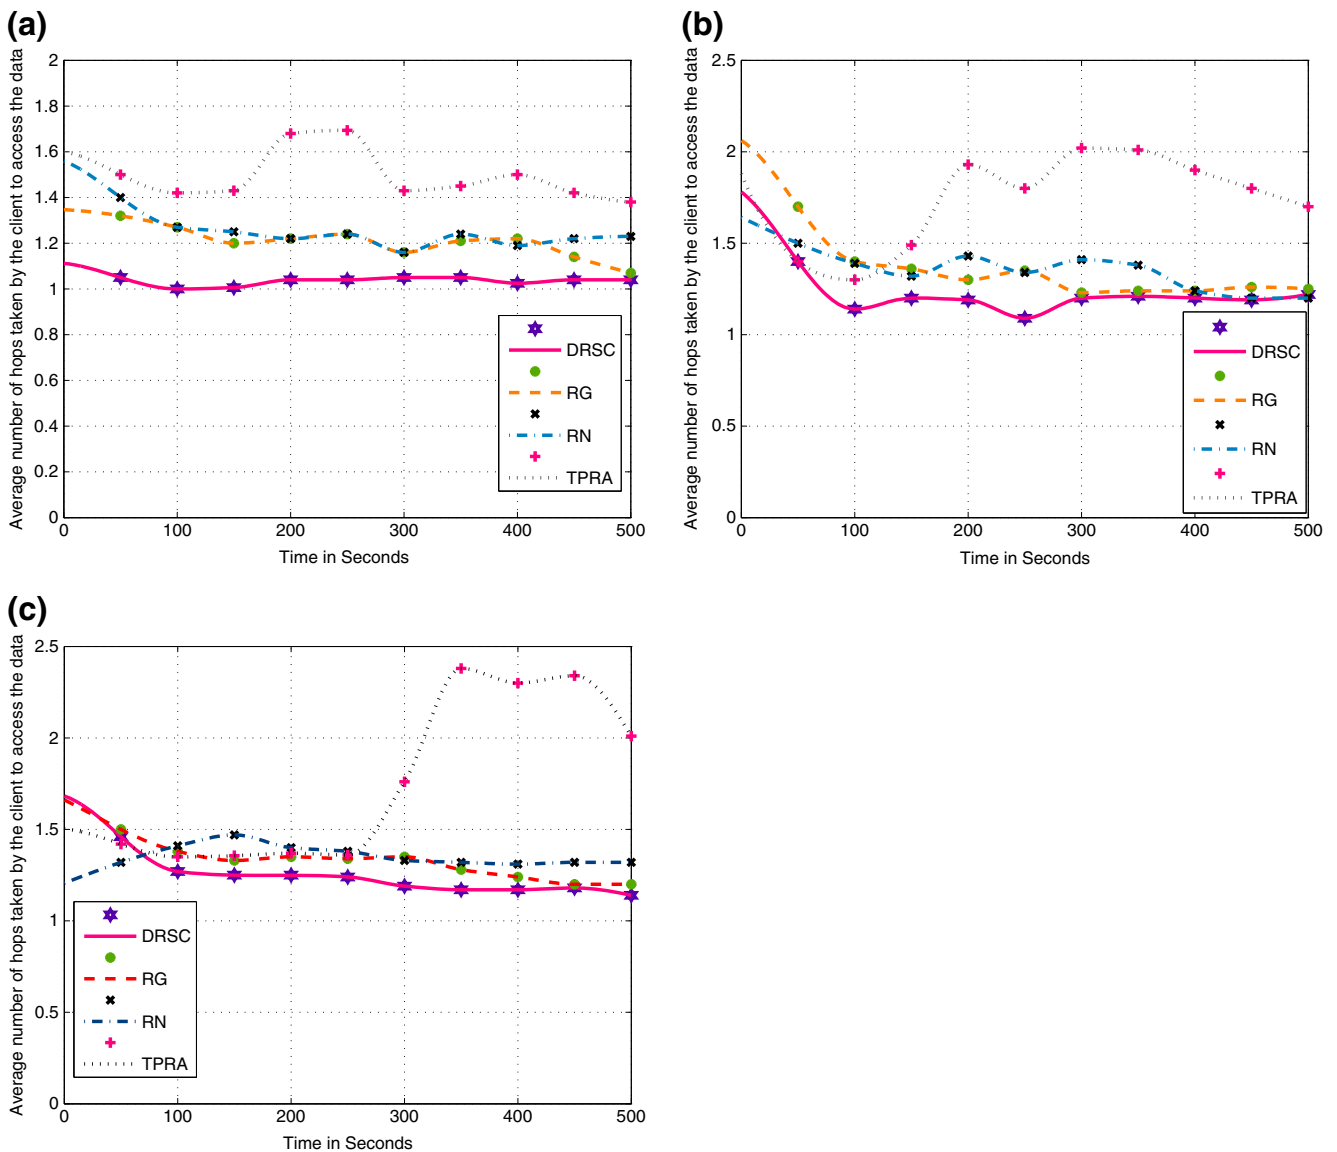 (a)
Average number of hops taken by the client to access the data
2
1.8
1.6
1.4
1.2
1
0.8
0.6
0.4
0.2
0
0 100 200 300 400 500
Time in Seconds
DRSC
RG
RN
TPRA
(b)
Average number of hops taken by the client to access the data
2.5
2
1.5
1
0.5
0
0 100 200 300 400 500
Time in Seconds
DRSC
RG
RN
TPRA
(c)
Average number of hops taken by the client to access the data
2.5
2
1.5
1
0.5
0
0 100 200 300 400 500
Time in Seconds
DRSC
RG
RN
TPRA